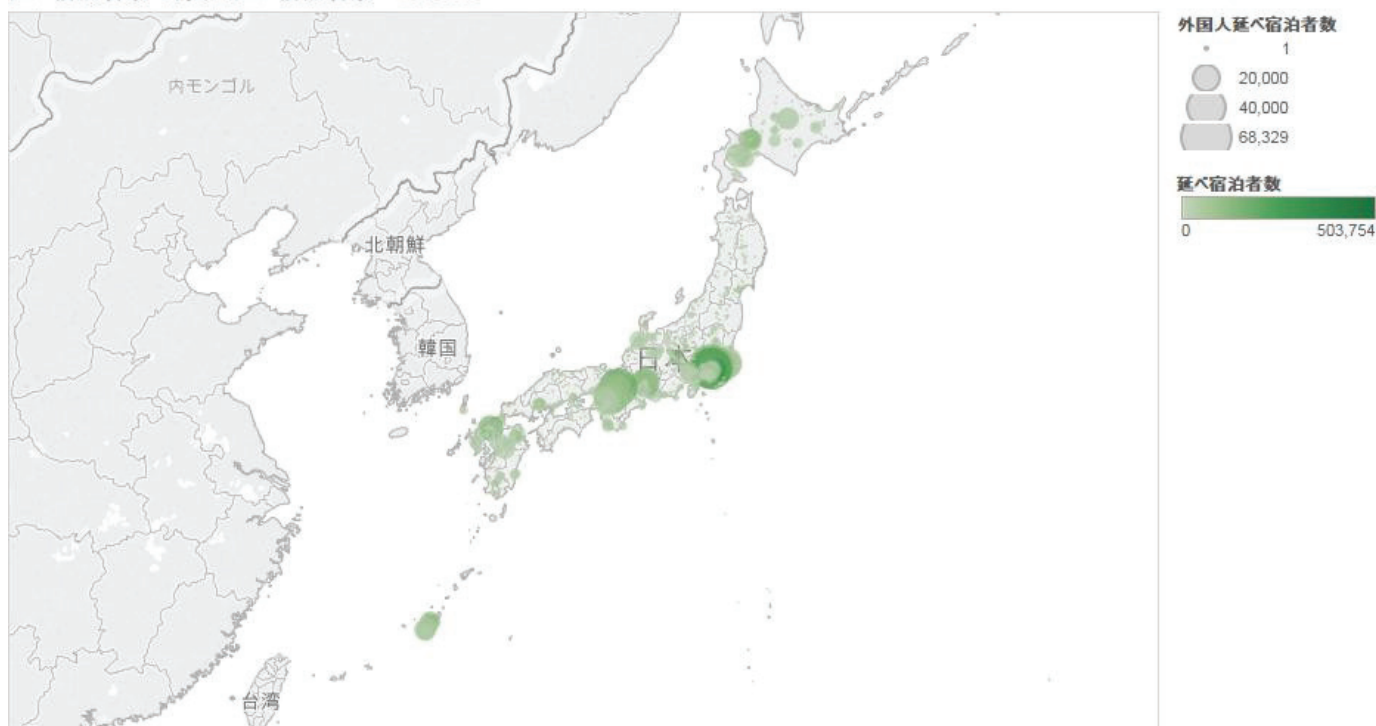 内モンゴル
北朝鮮
韓国
日本
台湾
外国人延べ宿泊者数
1
20,000
40,000
68,329
延べ宿泊者数
0
503,754